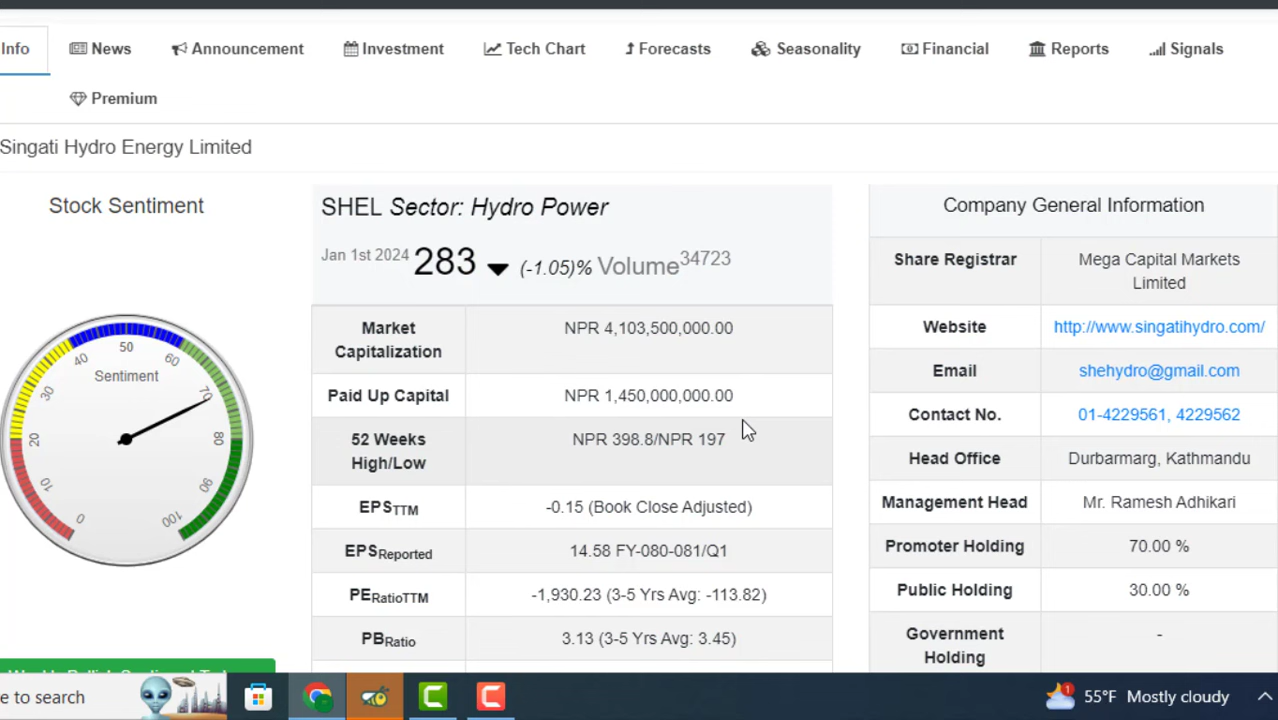 Info News Announcement Investment Tech Chart Forecasts Seasonality Financial Reports Signals
Premium
Singati Hydro Energy Limited
Stock Sentiment
0
10
20
30
40
50
60
70
80
90
100
Sentiment
SHEL Sector: Hydro Power
Jan 1st 2024 283 (-1.05)% Volume34723
Market Capitalization NPR 4,103,500,000.00
Paid Up Capital NPR 1,450,000,000.00
52 Weeks High/Low NPR 398.8/NPR 197
EPSTTM -0.15 (Book Close Adjusted)
EPSReported 14.58 FY-080-081/Q1
PERatioTTM -1,930.23 (3-5 Yrs Avg: -113.82)
PBRatio 3.13 (3-5 Yrs Avg: 3.45)
Company General Information
Share Registrar Mega Capital Markets Limited
Website http://www.singatihydro.com/
Email shehydro@gmail.com
Contact No. 01-4229561, 4229562
Head Office Durbarmarg, Kathmandu
Management Head Mr. Ramesh Adhikari
Promoter Holding 70.00 %
Public Holding 30.00 %
Government Holding -
e to search
1
55°F Mostly cloudy